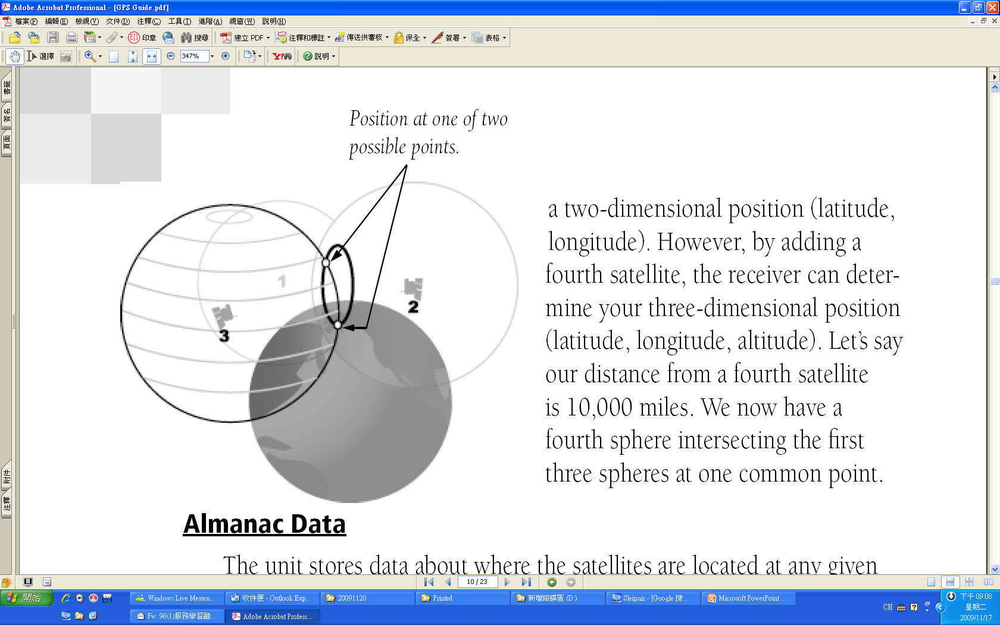 Adobe Acrobat Professional - [GPS Guide.pdf]
檔案(F) 編輯(E) 檢視(V) 文件(D) 注釋(C) 工具(T) 進階(A) 視窗(W) 說明(H)
印 印章 搜尋 建立 PDF 注釋和標註 傳送供審核 保全 簽署 表格
選擇 347% Y! 說明
書籤
簽名
頁面
附件
注釋
Position at one of two
possible points.
1
2
3
a two-dimensional position (latitude,
longitude). However, by adding a
fourth satellite, the receiver can deter-
mine your three-dimensional position
(latitude, longitude, altitude). Let's say
our distance from a fourth satellite
is 10,000 miles. We now have a
fourth sphere intersecting the first
three spheres at one common point.
Almanac Data
The unit stores data about where the satellites are located at any given
10 / 23
開始 Windows Live Messen... 收件匣 - Outlook Exp... 20091120 Printed 新增磁碟區 (D:) Sleipnir - [Google 搜... Microsoft PowerPoint ...
Fw: 98(1)服務學習融... Adobe Acrobat Profess...
CH
下午 09:08
星期二
2009/11/17